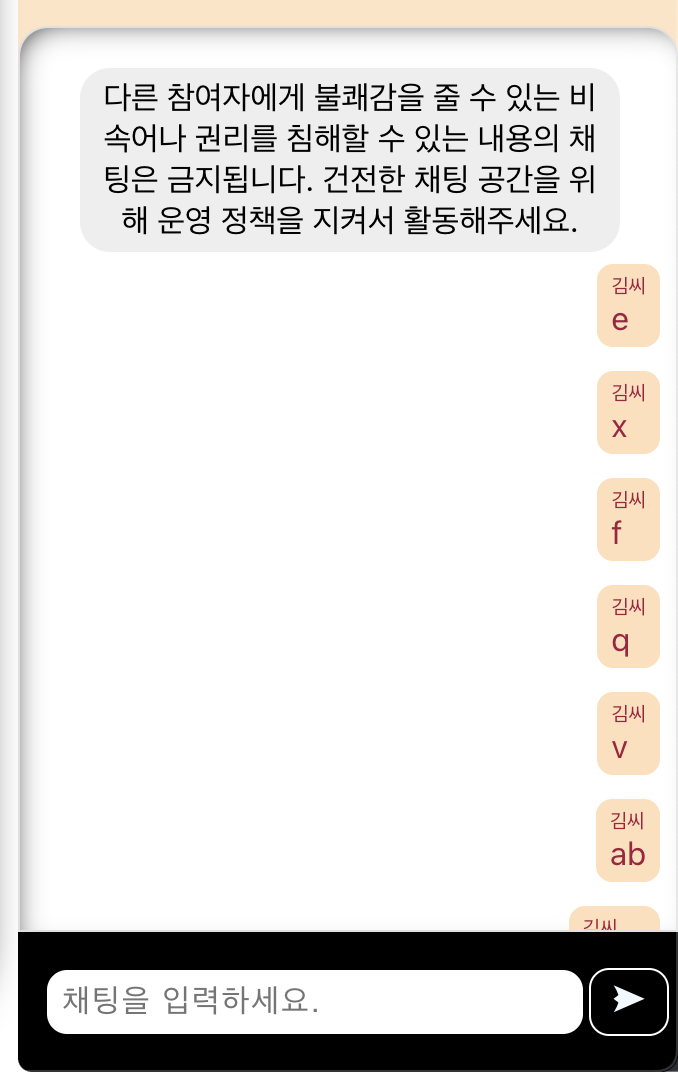 다른 참여자에게 불쾌감을 줄 수 있는 비
속어나 권리를 침해할 수 있는 내용의 채
팅은 금지됩니다. 건전한 채팅 공간을 위
해 운영 정책을 지켜서 활동해주세요.
김씨
e
김씨
x
김씨
f
김씨
q
김씨
v
김씨
ab
김씨
채팅을 입력하세요.